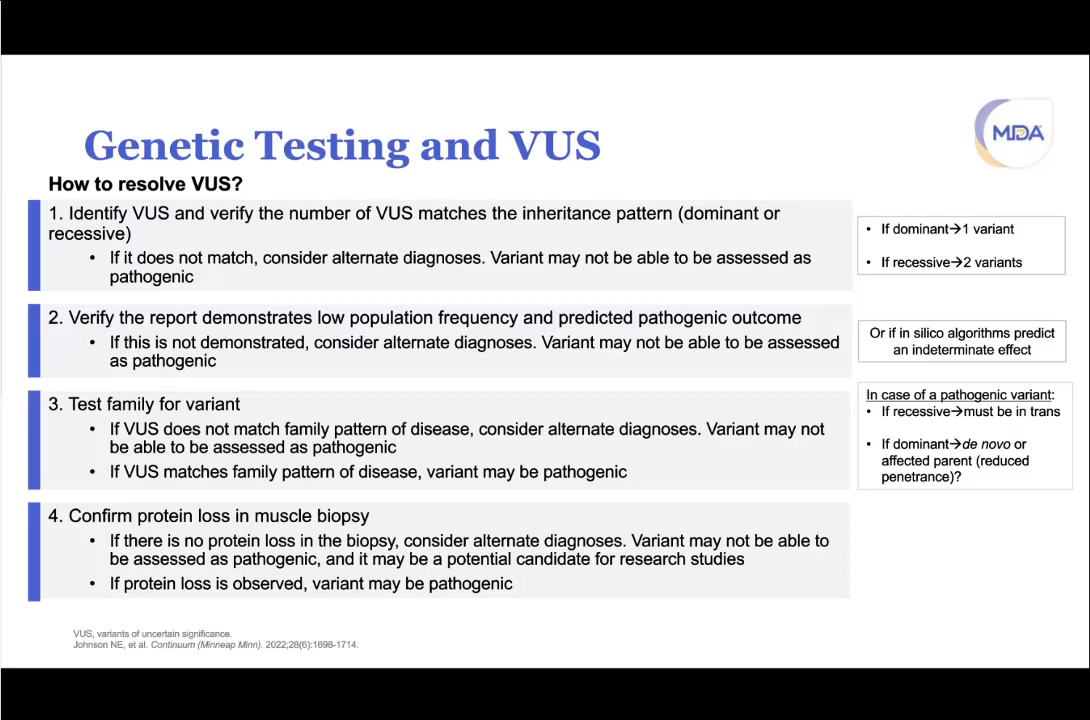 MDA
Genetic Testing and VUS
How to resolve VUS?
1. Identify VUS and verify the number of VUS matches the inheritance pattern (dominant or
recessive)
• If it does not match, consider alternate diagnoses. Variant may not be able to be assessed as
pathogenic
• If dominant→1 variant
• If recessive→2 variants
2. Verify the report demonstrates low population frequency and predicted pathogenic outcome
• If this is not demonstrated, consider alternate diagnoses. Variant may not be able to be assessed
as pathogenic
Or if in silico algorithms predict
an indeterminate effect
3. Test family for variant
• If VUS does not match family pattern of disease, consider alternate diagnoses. Variant may not
be able to be assessed as pathogenic
• If VUS matches family pattern of disease, variant may be pathogenic
In case of a pathogenic variant:
• If recessive→must be in trans
• If dominant→de novo or
affected parent (reduced
penetrance)?
4. Confirm protein loss in muscle biopsy
• If there is no protein loss in the biopsy, consider alternate diagnoses. Variant may not be able to
be assessed as pathogenic, and it may be a potential candidate for research studies
• If protein loss is observed, variant may be pathogenic
VUS, variants of uncertain significance.
Johnson NE, et al. Continuum (Minneap Minn). 2022;28(6):1698-1714.